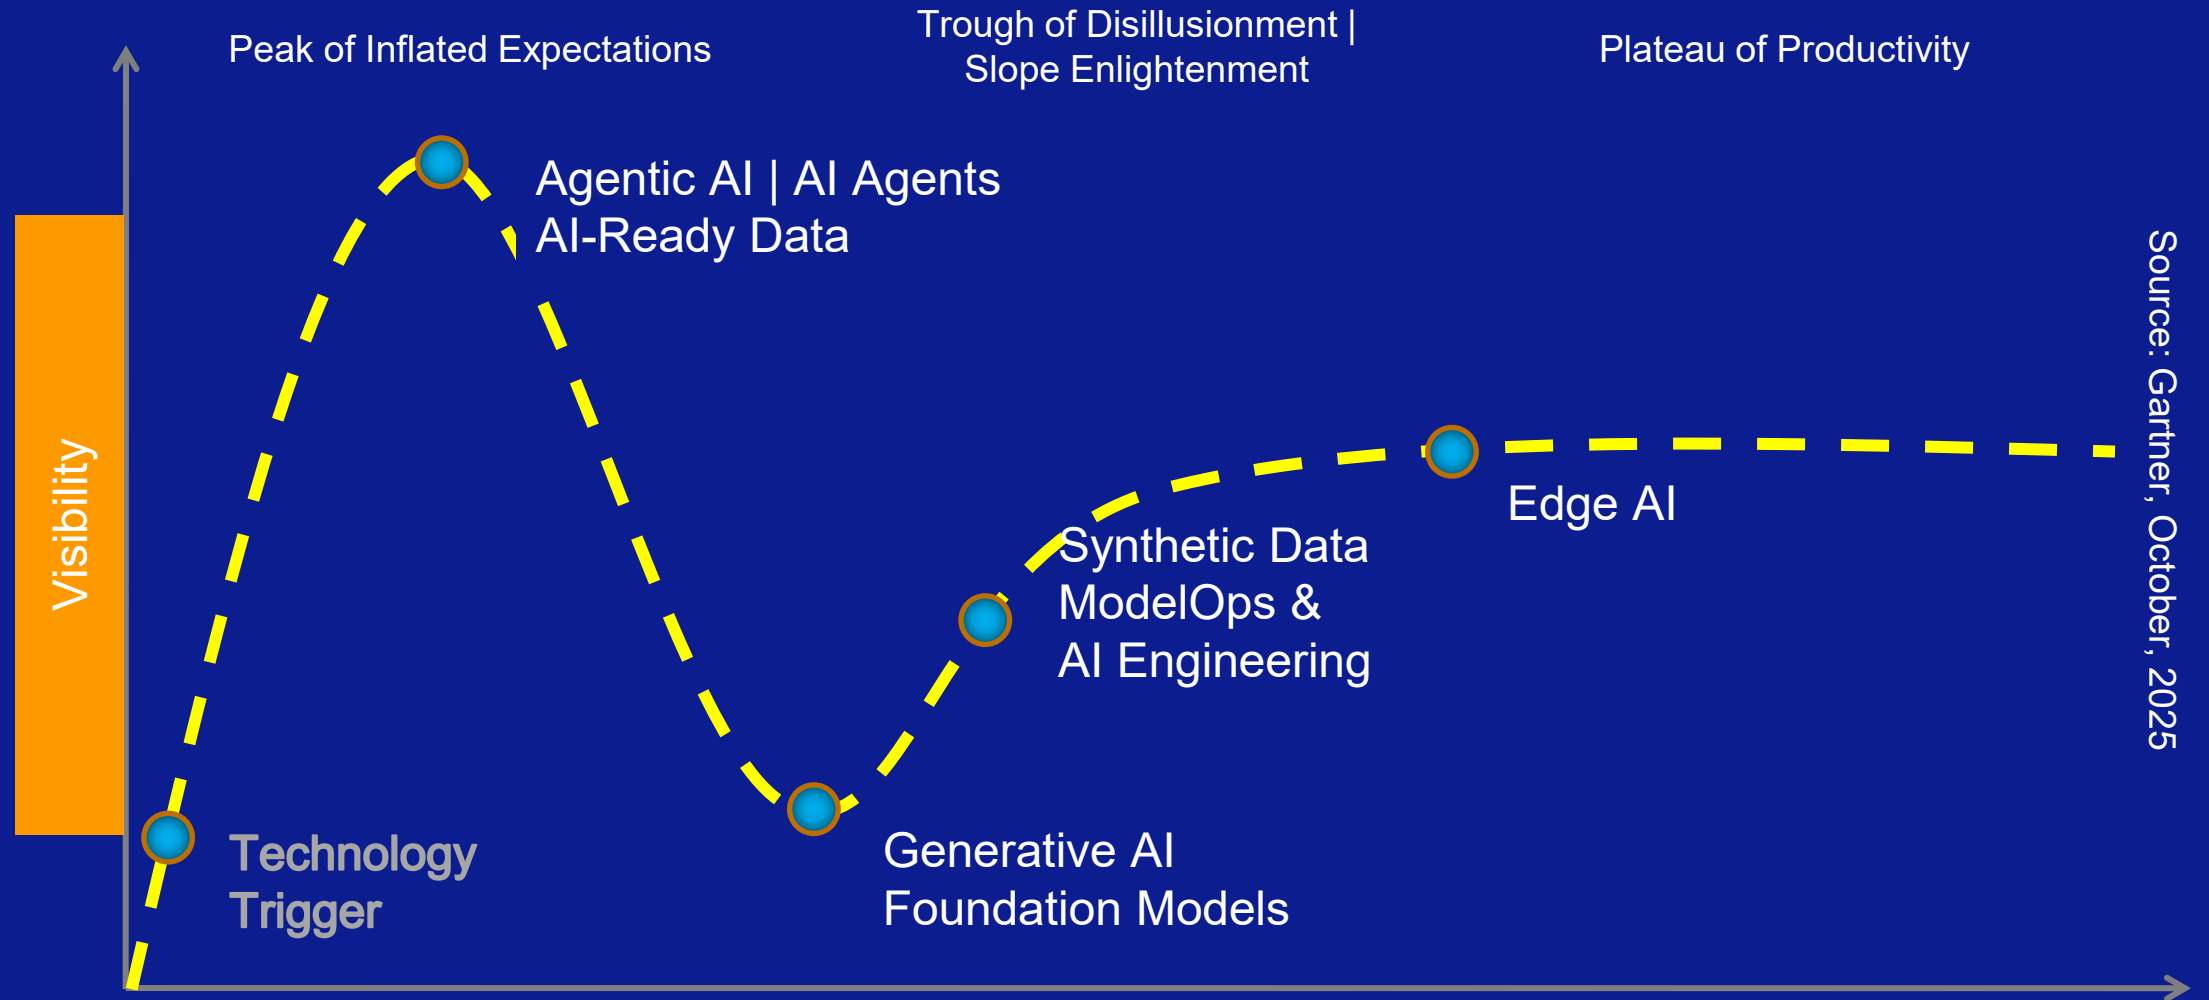 Peak of Inflated Expectations
Trough of Disillusionment |
Slope Enlightenment
Plateau of Productivity
Agentic AI | AI Agents
AI-Ready Data
Visibility
Source: Gartner, October, 2025
Edge AI
Synthetic Data
ModelOps &
AI Engineering
Technology
Trigger
Generative AI
Foundation Models